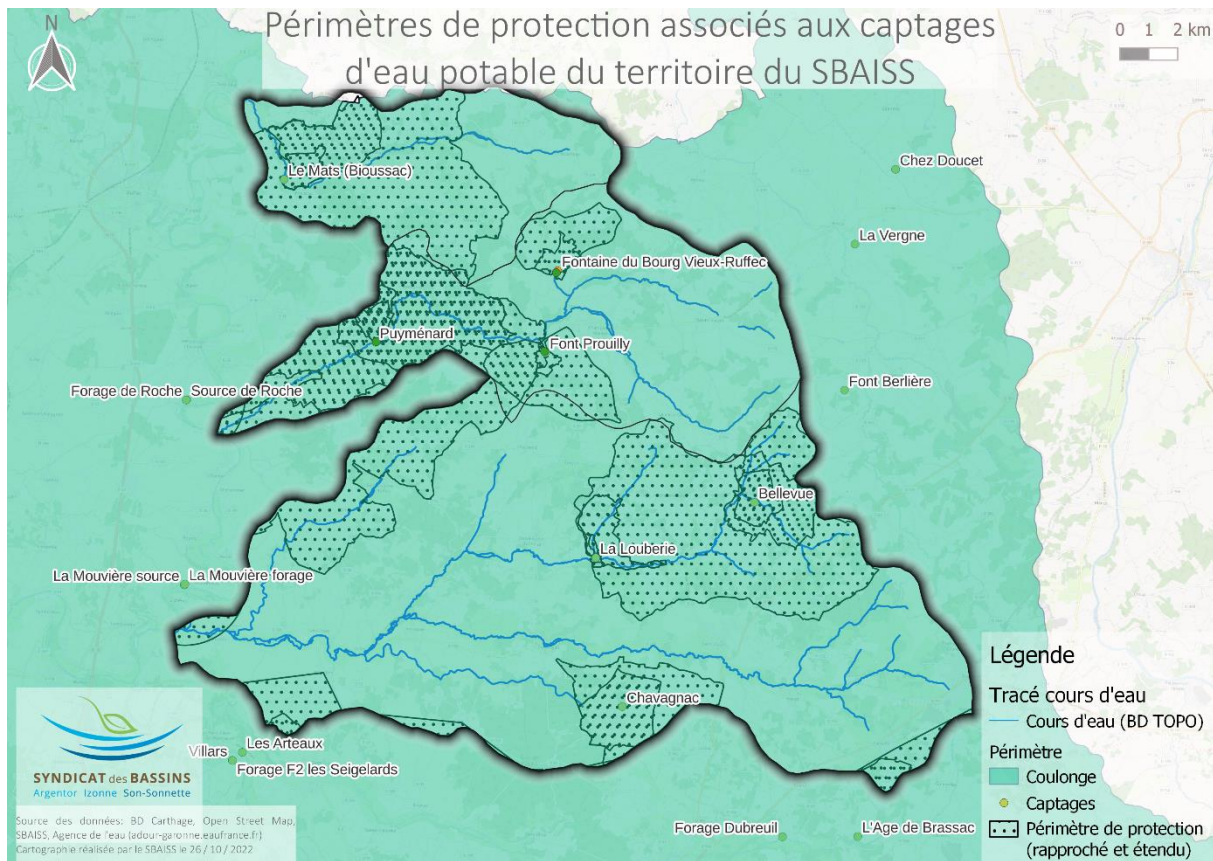 Périmètres de protection associés aux captages
d'eau potable du territoire du SBAISS
N
0 1 2 km
Chez Doucet
Le Mats (Bioussac)
La Vergne
Fontaine du Bourg Vieux-Ruffec
Puyménard
Font Prouilly
Forage de Roche
Source de Roche
Font Berlière
Bellevue
La Louberie
La Mouvière source
La Mouvière forage
Chavagnac
Villars
Les Arteaux
Forage F2 les Seigelards
Forage Dubreuil
L'Age de Brassac
Légende
Tracé cours d'eau
Cours d'eau (BD TOPO)
Périmètre
Coulonge
Captages
Périmètre de protection
(rapproché et étendu)
SYNDICAT des BASSINS
Argentor Izonne Son-Sonnette
Source des données: BD Carthage, Open Street Map,
SBAISS, Agence de l'eau (adour-garonne.eaufrance.fr)
Cartographie réalisée par le SBAISS le 26 / 10 / 2022